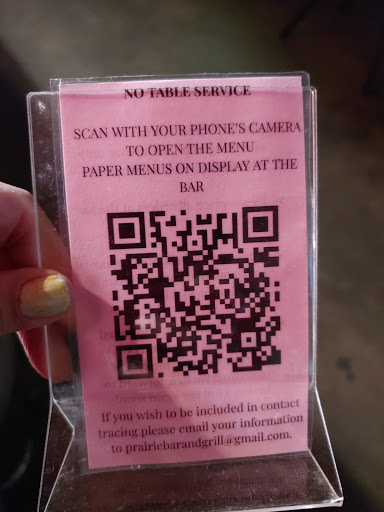 NO TABLE SERVICE
SCAN WITH YOUR PHONE'S CAMERA
TO OPEN THE MENU
PAPER MENUS ON DISPLAY AT THE
BAR
If you wish to be included in contact
tracing please email your information
to prairiebarandgrill@gmail.com.